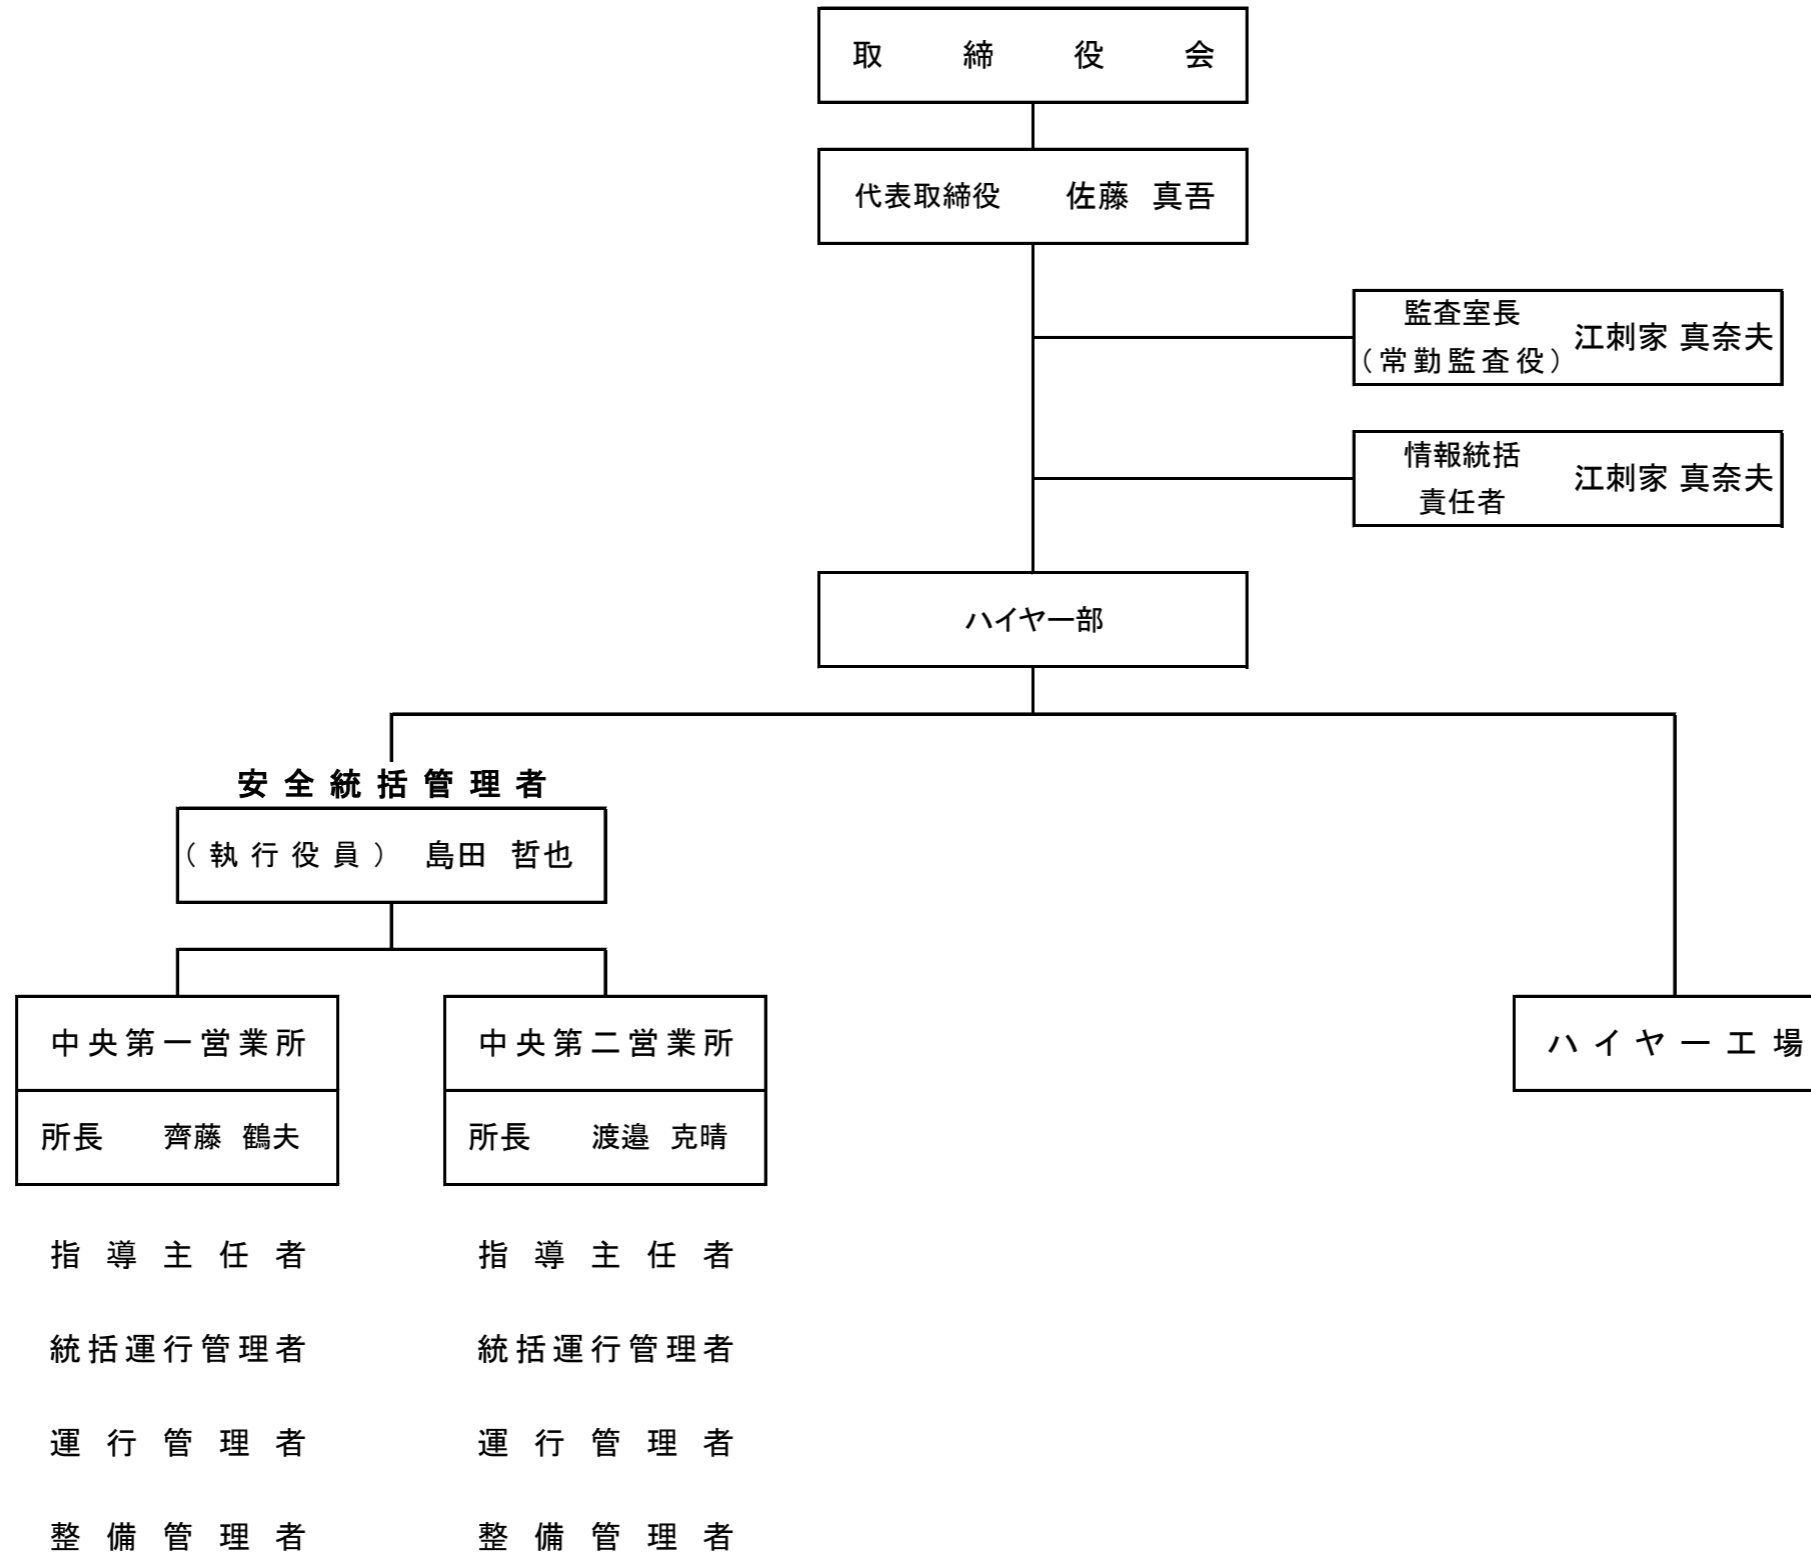 取締役会
代表取締役 佐藤 真吾
監査室長
(常勤監査役)
江刺家 真奈夫
情報統括
責任者
江刺家 真奈夫
ハイヤー部
安全統括管理者
(執行役員) 島田 哲也
中央第一営業所
所長 齊藤 鶴夫
指導主任者
統括運行管理者
運行管理者
整備管理者
中央第二営業所
所長 渡邉 克晴
指導主任者
統括運行管理者
運行管理者
整備管理者
ハイヤー工場